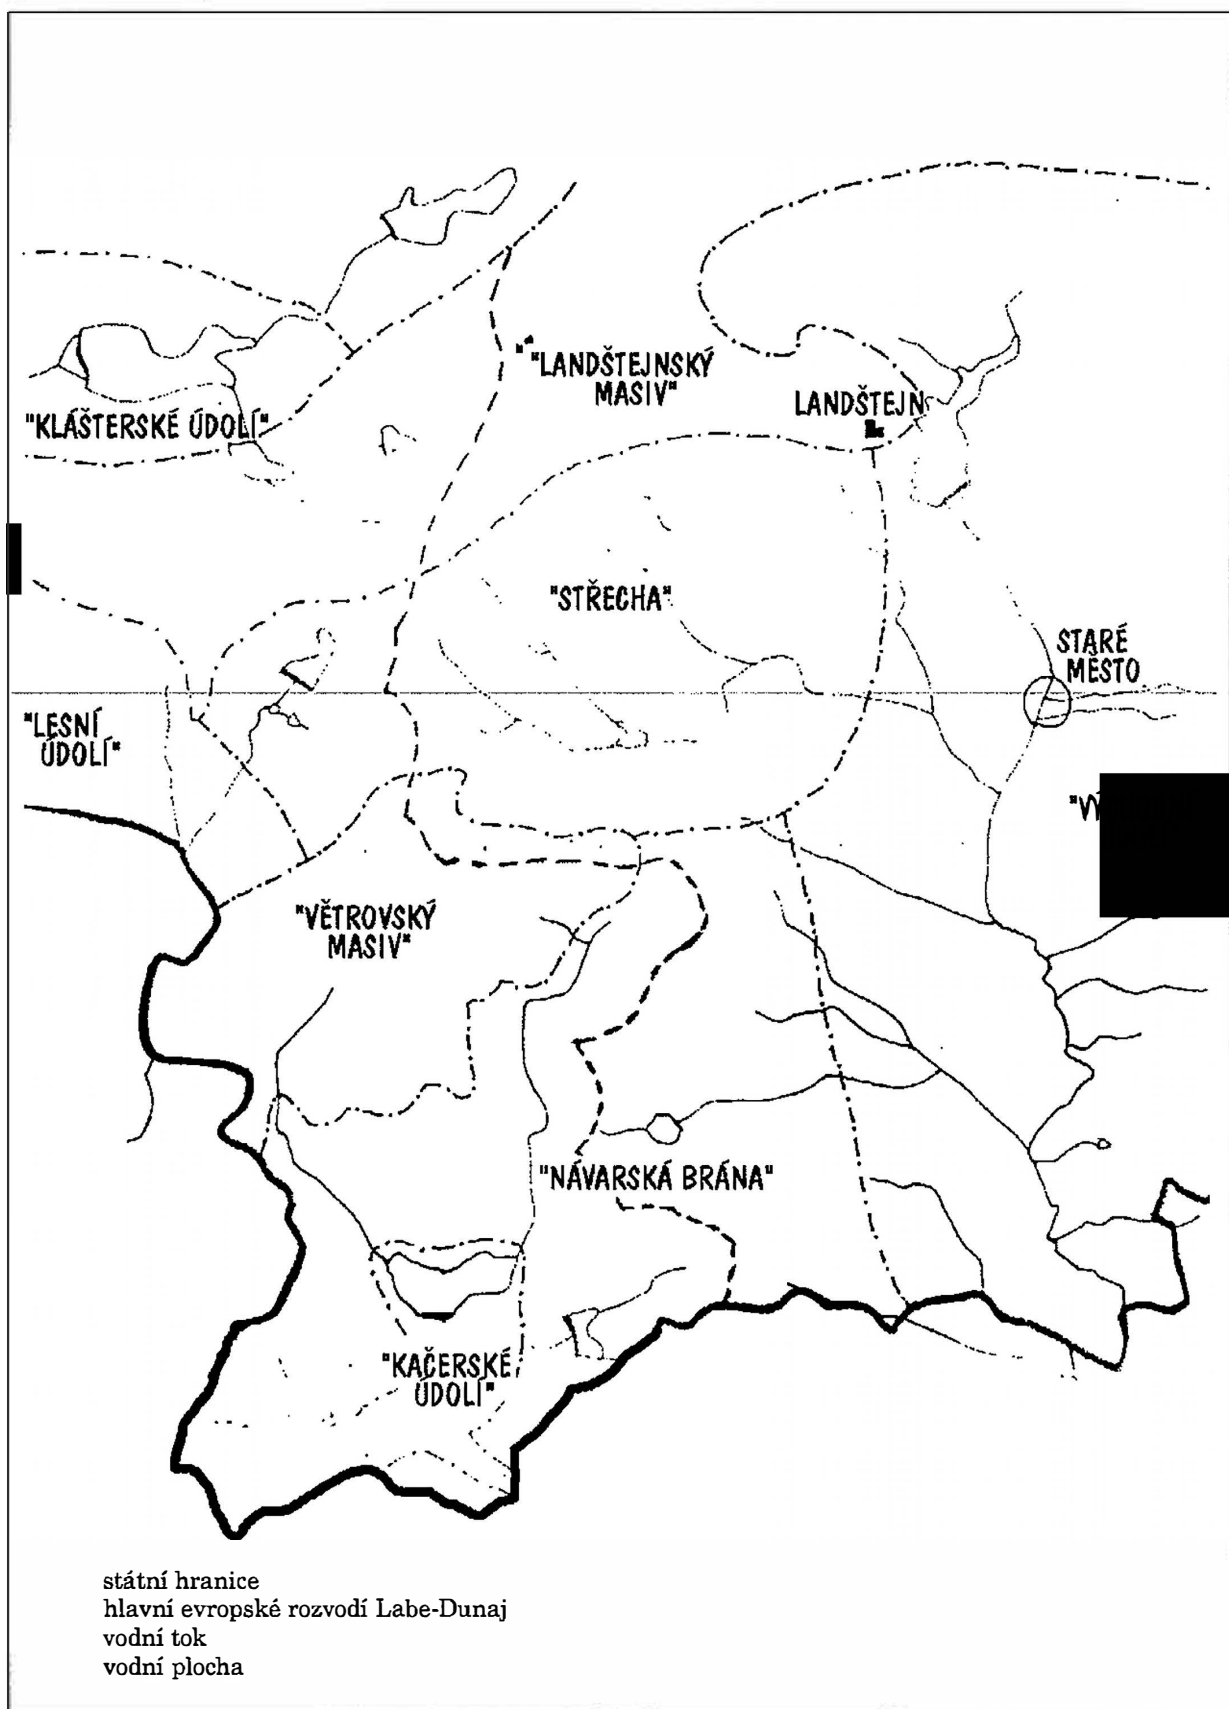 "LANDŠTEJNSKÝ
MASIV"
LANDŠTEJN
"KLÁŠTERSKÉ ÚDOLÍ"
"STŘECHA"
STARÉ
MĚSTO
"LESNÍ
ÚDOLÍ"
"VĚTROVSKÝ
MASIV"
"NÁVARSKÁ BRÁNA"
"KAČERSKÉ
ÚDOLÍ"
státní hranice
hlavní evropské rozvodí Labe-Dunaj
vodní tok
vodní plocha